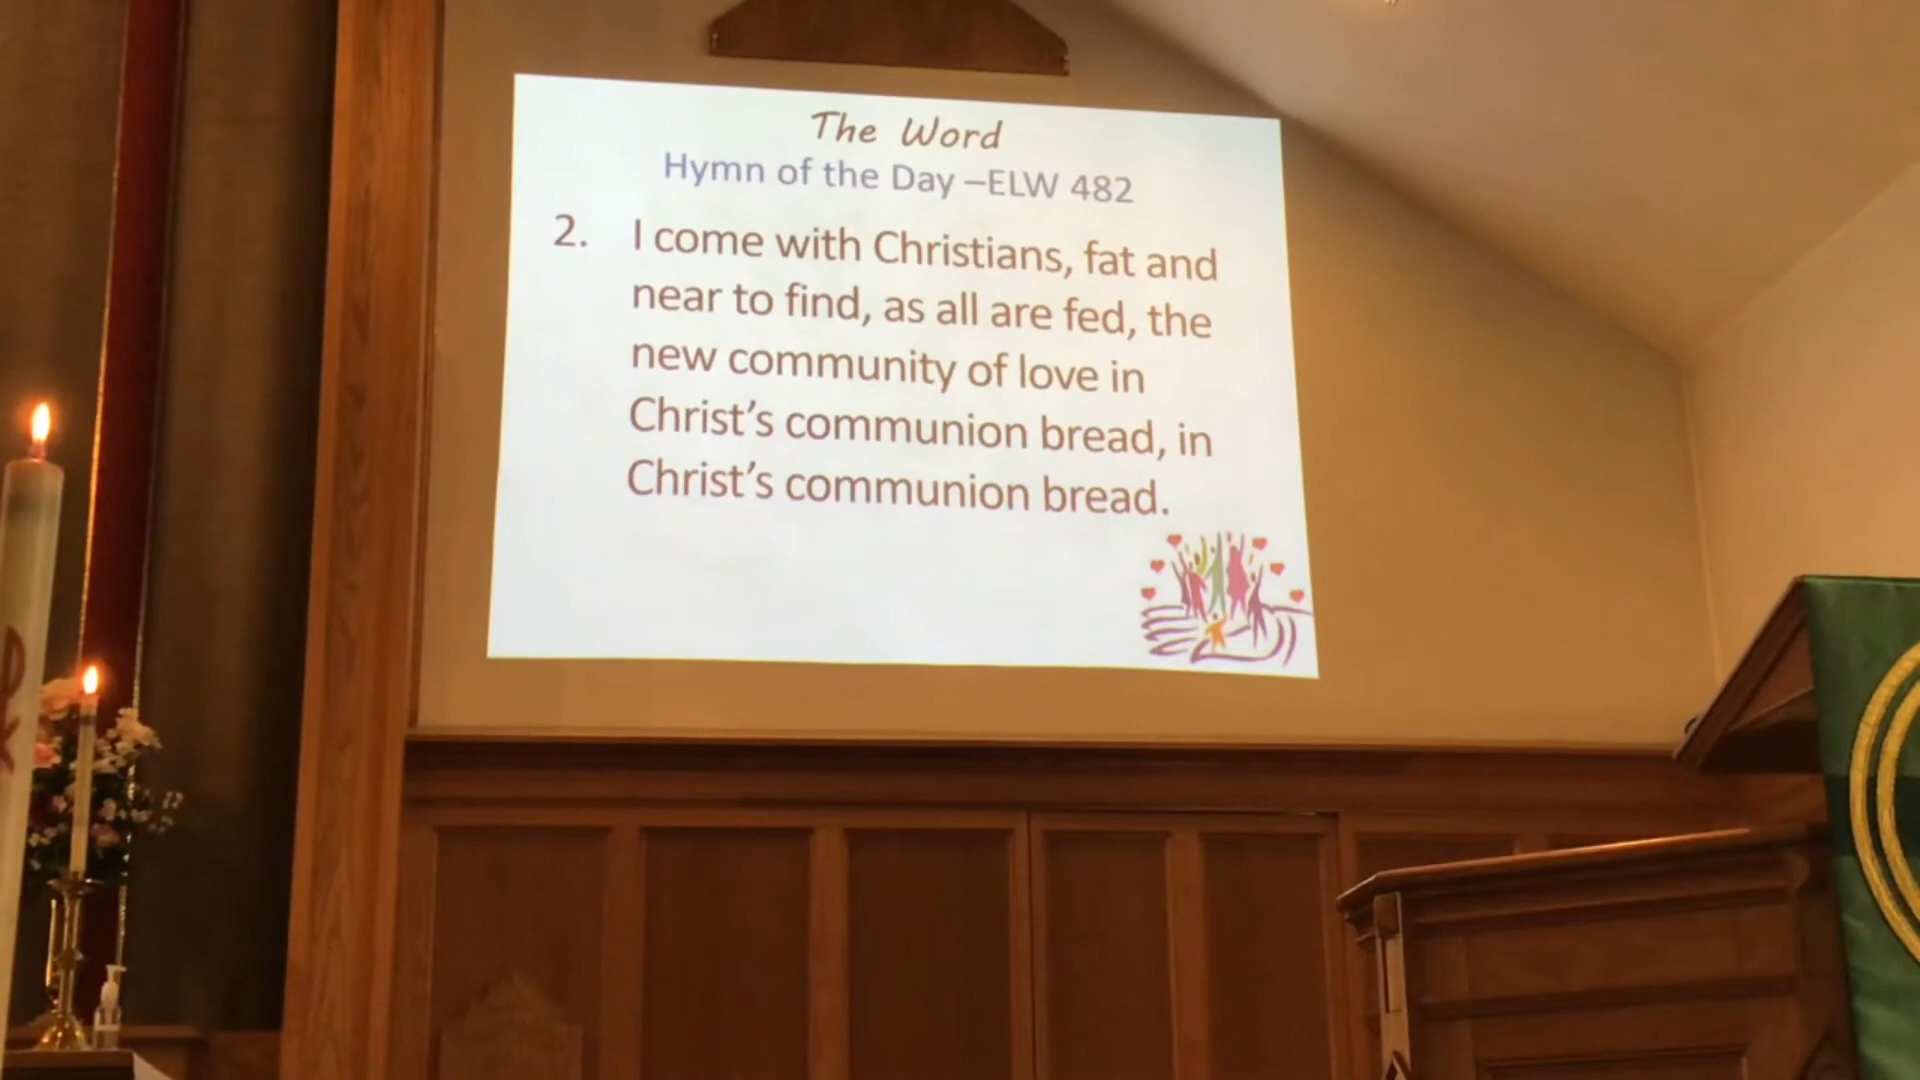 The Word
Hymn of the Day –ELW 482
2. I come with Christians, fat and
near to find, as all are fed, the
new community of love in
Christ's communion bread, in
Christ's communion bread.